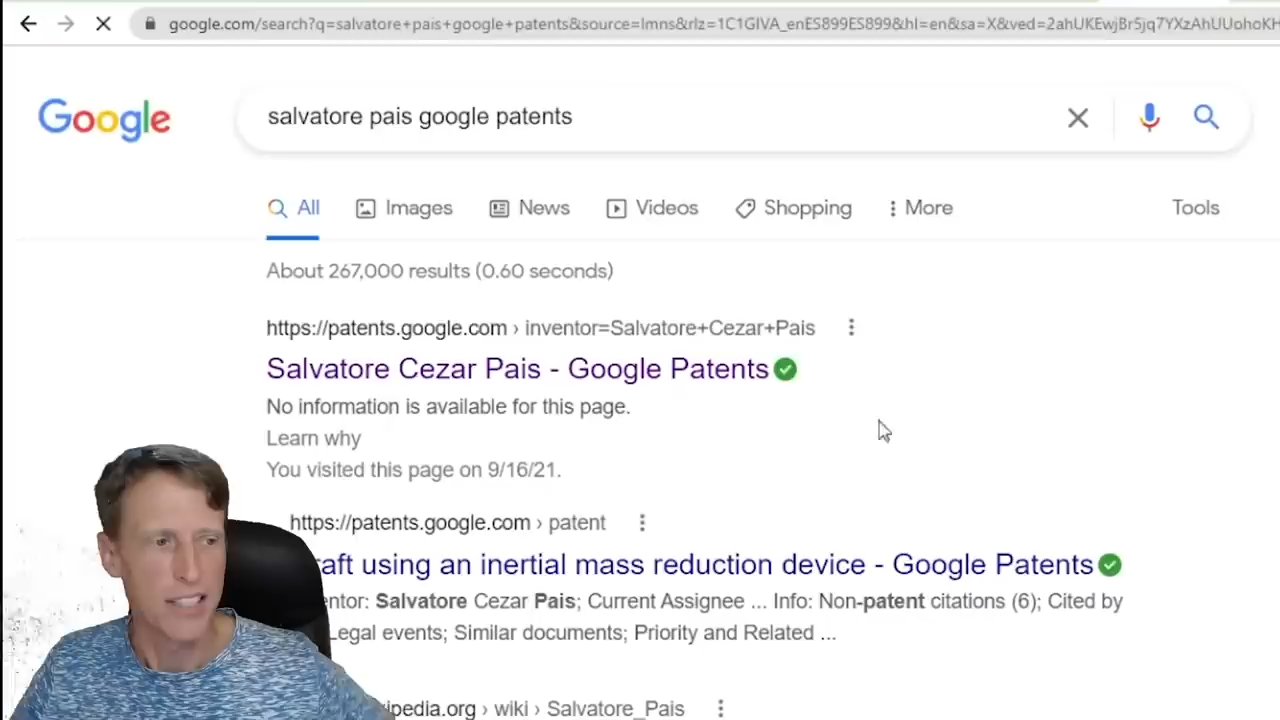 google.com/search?q=salvatore+pais+google+patents&source=lmns&rlz=1C1GIVA_enES899ES899&hl=en&sa=X&ved=2ahUKEwjBr5jq7YXzAhUUohoKH
Google
salvatore pais google patents
All Images News Videos Shopping More Tools
About 267,000 results (0.60 seconds)
https://patents.google.com › inventor=Salvatore+Cezar+Pais
Salvatore Cezar Pais - Google Patents
No information is available for this page.
Learn why
You visited this page on 9/16/21.
https://patents.google.com › patent
raft using an inertial mass reduction device - Google Patents
entor: Salvatore Cezar Pais; Current Assignee ... Info: Non-patent citations (6); Cited by
Legal events; Similar documents; Priority and Related ...
ipedia.org › wiki › Salvatore_Pais